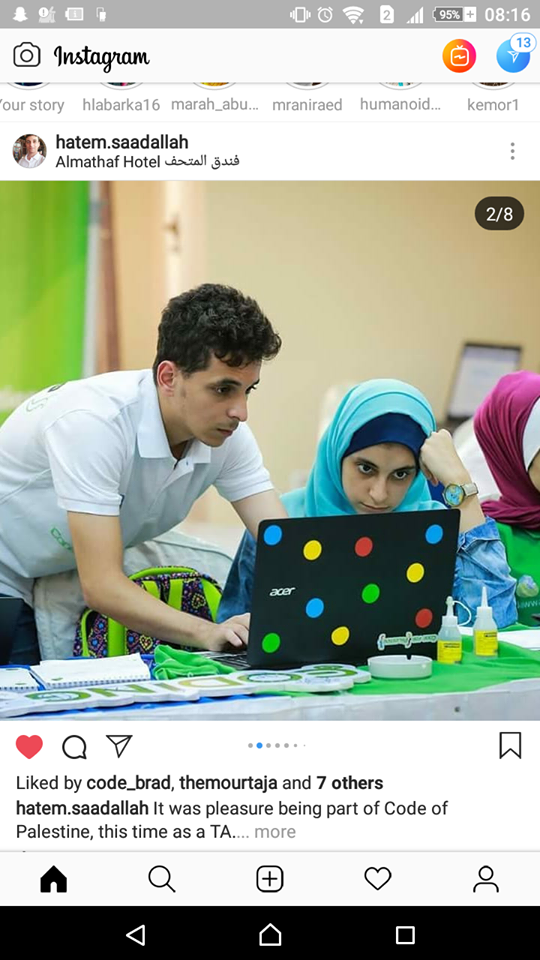 2
95%
08:16
Instagram
13
Your story hlabarka16 marah_abu... mraniraed humanoid... kemor1
hatem.saadallah
Almathaf Hotel فندق المتحف
2/8
acer
CODING
Liked by code_brad, themourtaja and 7 others
hatem.saadallah It was pleasure being part of Code of
Palestine, this time as a TA.... more